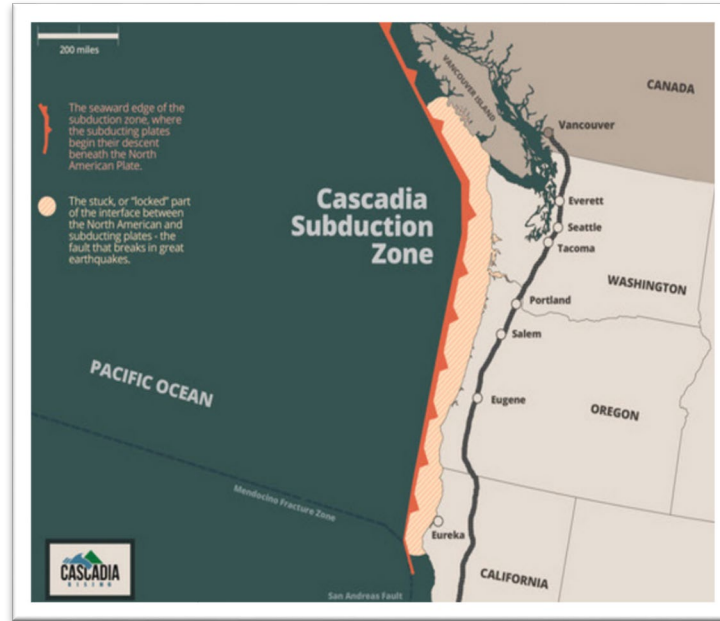 200 miles
The seaward edge of the
subduction zone, where
the subducting plates
begin their descent
beneath the North
American Plate.
The stuck, or "locked" part
of the interface between
the North American and
subducting plates - the
fault that breaks in great
earthquakes.
Cascadia
Subduction
Zone
VANCOUVER ISLAND
CANADA
Vancouver
Everett
Seattle
Tacoma
WASHINGTON
Portland
Salem
PACIFIC OCEAN
Eugene
OREGON
Mendocino Fracture Zone
Eureka
CASCADIA
RISING
CALIFORNIA
San Andreas Fault